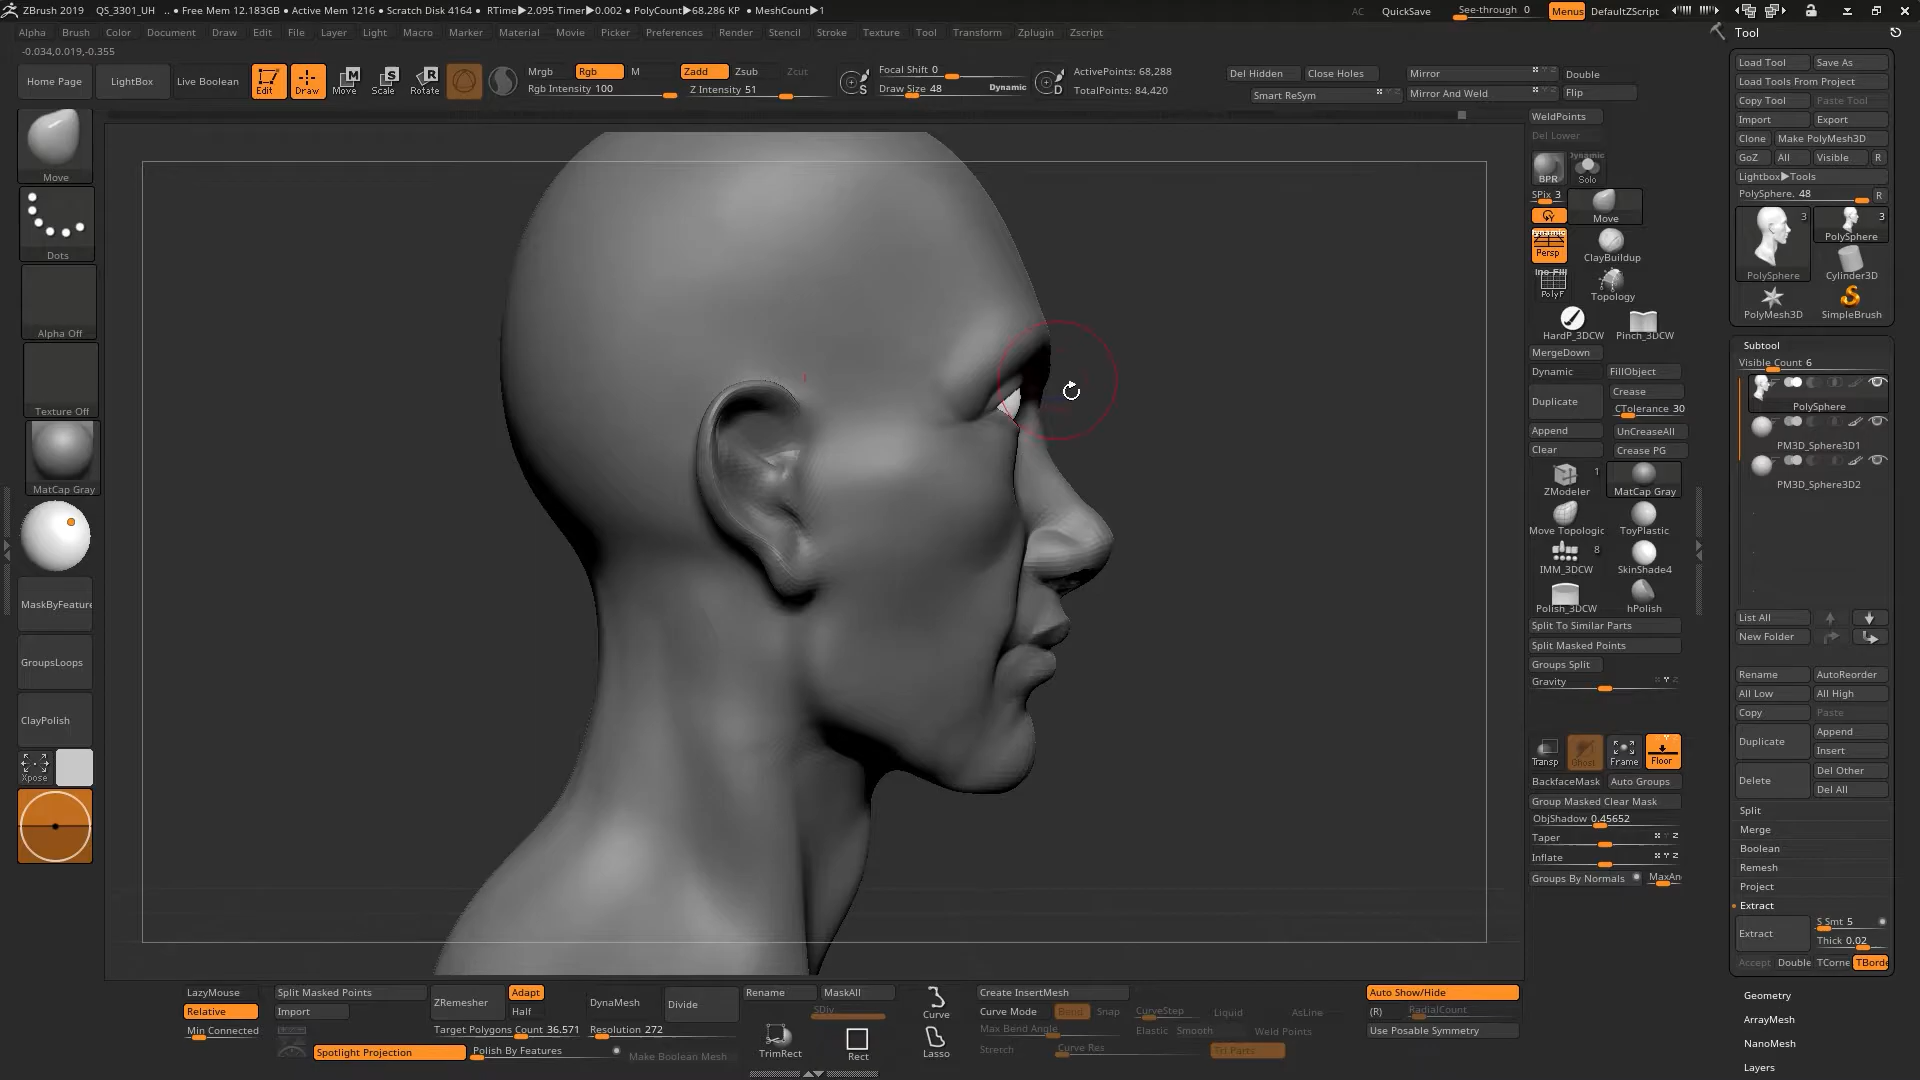 ZBrush 2019 QS_3301_UH .. ● Free Mem 12.183GB ● Active Mem 1216 ● Scratch Disk 4164 ● RTime▶2.095 Timer▶0.002 ● PolyCount▶68.286 KP ● MeshCount▶1 AC QuickSave See-through 0 Menus DefaultZScript
Alpha Brush Color Document Draw Edit File Layer Light Macro Marker Material Movie Picker Preferences Render Stencil Stroke Texture Tool Transform Zplugin Zscript
-0.034,0.019,-0.355
Home Page LightBox Live Boolean Edit Draw Move Scale Rotate
Mrgb Rgb M Zadd Zsub Zcut
Rgb Intensity 100 Z Intensity 51
S Focal Shift 0
Draw Size 48 Dynamic D
ActivePoints: 68,288
TotalPoints: 84,420
Del Hidden Close Holes Mirror Double
Smart ReSym Mirror And Weld Flip
WeldPoints
Del Lower
Move
Dots
Alpha Off
Texture Off
MatCap Gray
MaskByFeature
GroupsLoops
ClayPolish
Xpose
BPR Dynamic Solo
SPix 3
Move
Dynamic
Persp
ClayBuildup
PolyF
Topology
HardP_3DCW Pinch_3DCW
MergeDown
Dynamic FillObject
Duplicate Crease
CTolerance 30
Append UnCreaseAll
Clear Crease PG
1
ZModeler MatCap Gray
Move Topologic ToyPlastic
8
IMM_3DCW SkinShade4
Polish_3DCW hPolish
Split To Similar Parts
Split Masked Points
Groups Split
Gravity
Transp Ghost Frame Floor
BackfaceMask Auto Groups
Group Masked Clear Mask
ObjShadow 0.45652
Taper
Inflate
Groups By Normals MaxAn
Tool
Load Tool Save As
Load Tools From Project
Copy Tool Paste Tool
Import Export
Clone Make PolyMesh3D
GoZ All Visible R
Lightbox▶Tools
PolySphere. 48 R
3 3
PolySphere
PolySphere Cylinder3D
PolyMesh3D SimpleBrush
Subtool
Visible Count 6
PolySphere
PM3D_Sphere3D1
PM3D_Sphere3D2
List All
New Folder
Rename AutoReorder
All Low All High
Copy Paste
Duplicate Append
Insert
Delete Del Other
Del All
Split
Merge
Boolean
Remesh
Project
Extract
Extract S Smt 5
Thick 0.02
Accept Double TCorne TBorde
Geometry
ArrayMesh
NanoMesh
Layers
LazyMouse Split Masked Points ZRemesher Adapt DynaMesh Divide Rename MaskAll Curve Create InsertMesh Auto Show/Hide
Relative Import Half SDiv Curve Mode Bend Snap CurveStep Liquid AsLine (R) RadialCount
Min Connected Target Polygons Count 36.571 Resolution 272 Max Bend Angle Elastic Smooth Weld Points Use Posable Symmetry
Spotlight Projection Polish By Features Make Boolean Mesh TrimRect Rect Lasso Stretch Curve Res Tri Parts